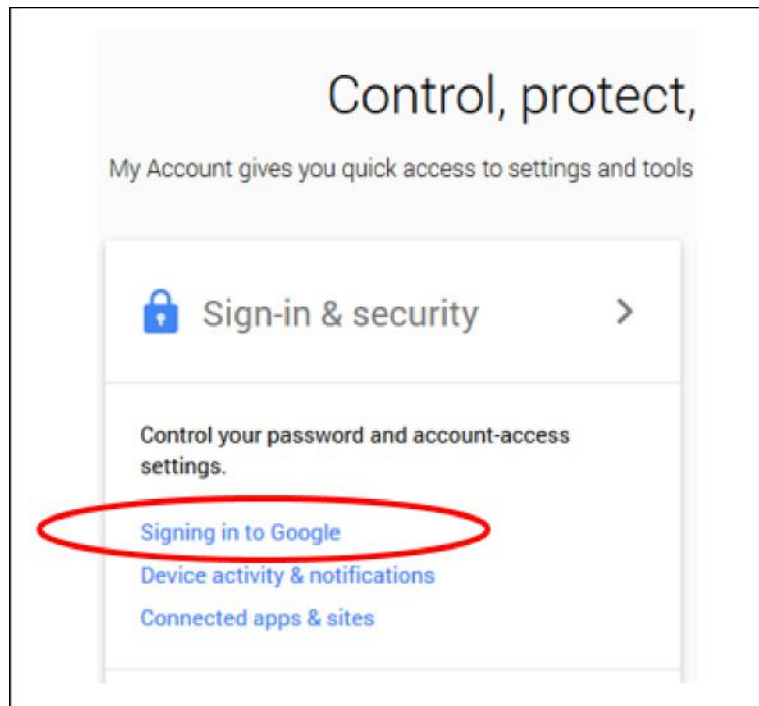 Control, protect,
My Account gives you quick access to settings and tools
Sign-in & security
Control your password and account-access
settings.
Signing in to Google
Device activity & notifications
Connected apps & sites